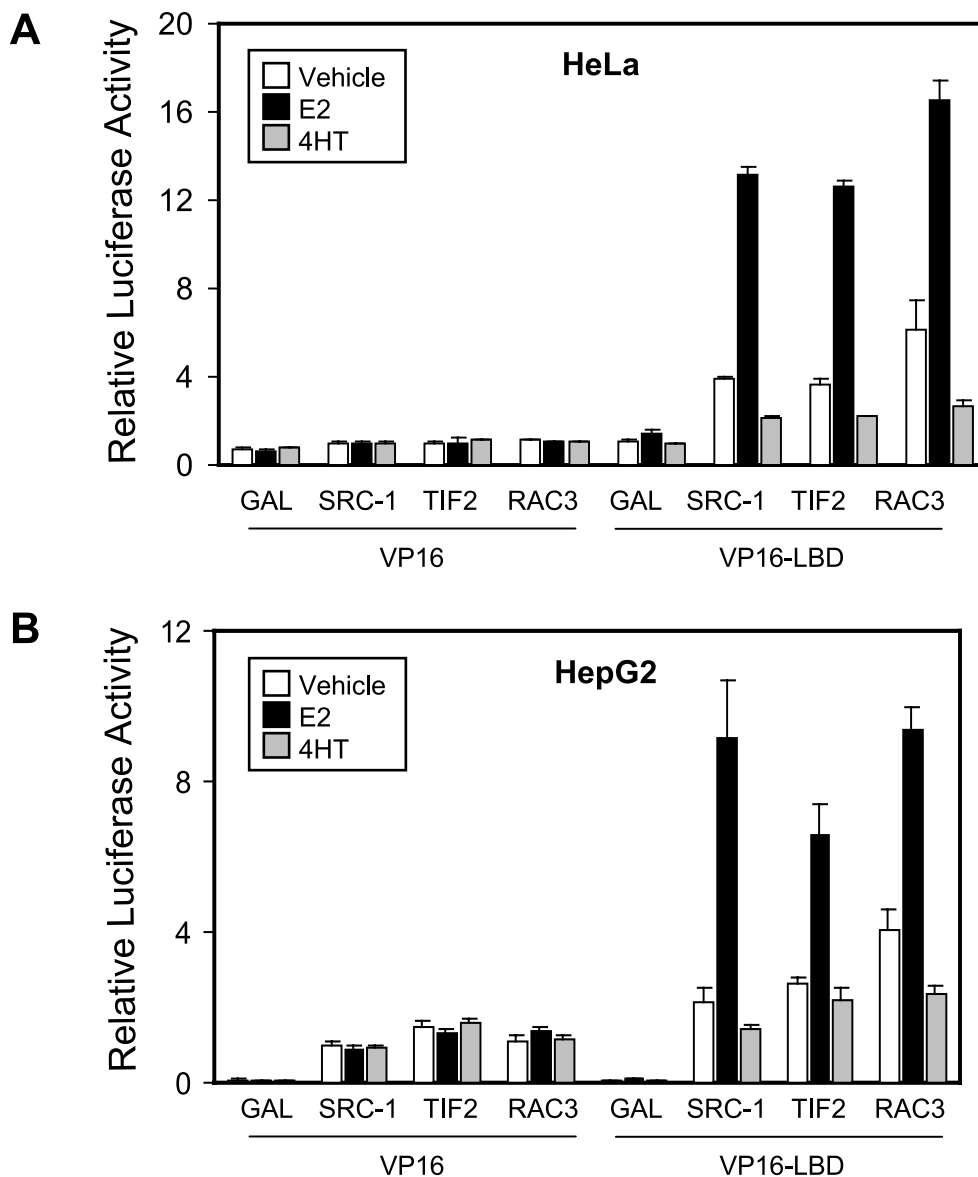 A
Relative Luciferase Activity
20
16
12
8
4
0
HeLa
Vehicle
E2
4HT
GAL SRC-1 TIF2 RAC3 GAL SRC-1 TIF2 RAC3
VP16 VP16-LBD
B
Relative Luciferase Activity
12
8
4
0
HepG2
Vehicle
E2
4HT
GAL SRC-1 TIF2 RAC3 GAL SRC-1 TIF2 RAC3
VP16 VP16-LBD